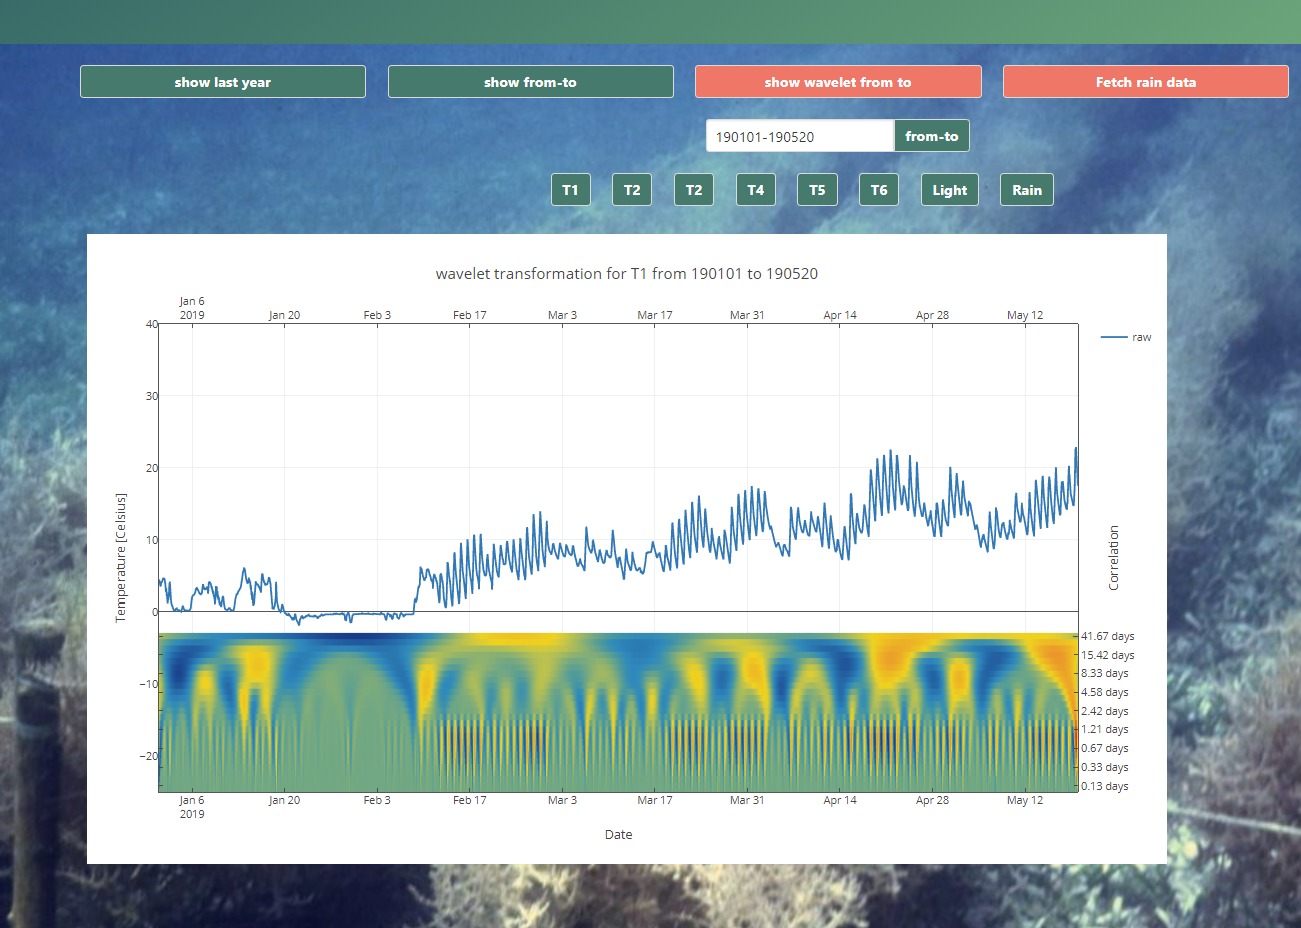 show last year
show from-to
show wavelet from to
Fetch rain data
190101-190520 from-to
T1 T2 T2 T4 T5 T6 Light Rain
wavelet transformation for T1 from 190101 to 190520
Jan 6
2019 Jan 20 Feb 3 Feb 17 Mar 3 Mar 17 Mar 31 Apr 14 Apr 28 May 12
raw
40
30
20
10
0
−10
−20
Temperature [Celsius]
Correlation
41.67 days
15.42 days
8.33 days
4.58 days
2.42 days
1.21 days
0.67 days
0.33 days
0.13 days
Jan 6 Jan 20 Feb 3 Feb 17 Mar 3 Mar 17 Mar 31 Apr 14 Apr 28 May 12
2019
Date